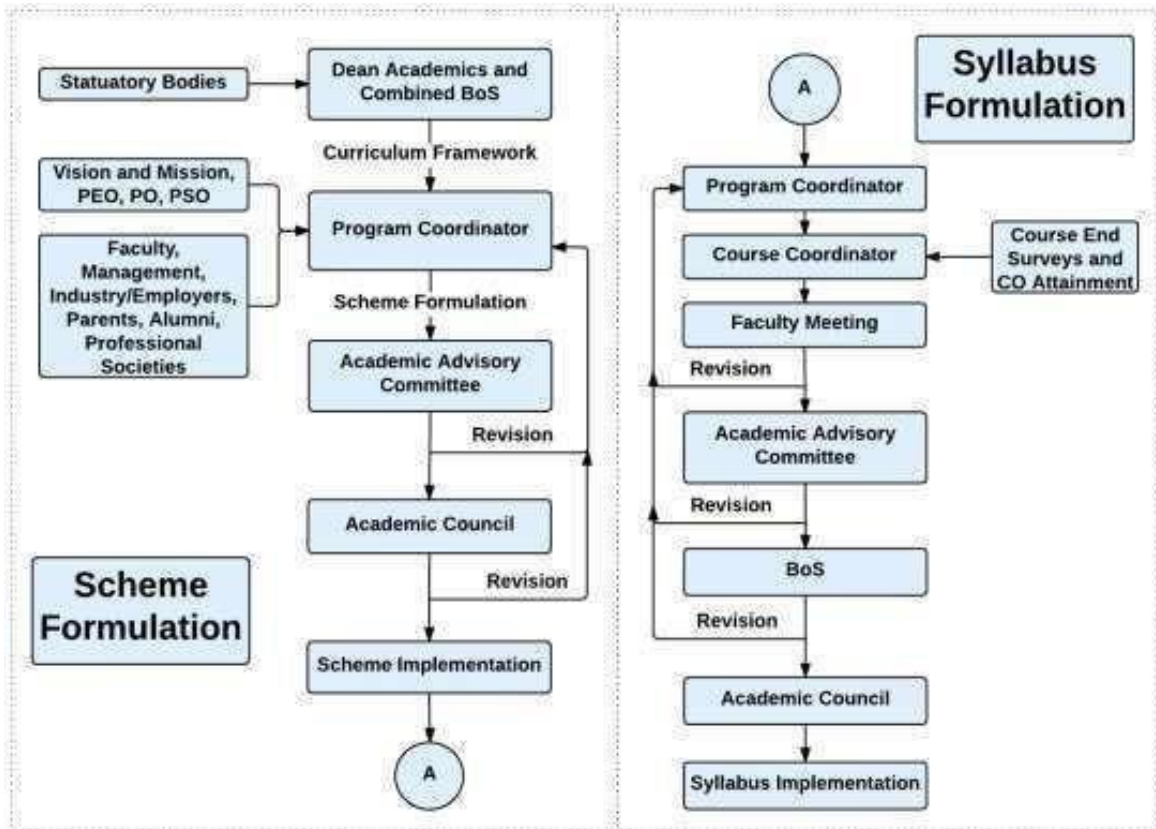 Statuatory Bodies
Dean Academics and
Combined BoS
Curriculum Framework
Vision and Mission,
PEO, PO, PSO
Program Coordinator
Faculty,
Management,
Industry/Employers,
Parents, Alumni,
Professional
Societies
Scheme Formulation
Academic Advisory
Committee
Revision
Academic Council
Revision
Scheme
Formulation
Scheme Implementation
A
Syllabus
Formulation
A
Program Coordinator
Course Coordinator
Course End
Surveys and
CO Attainment
Faculty Meeting
Revision
Academic Advisory
Committee
Revision
BoS
Revision
Academic Council
Syllabus Implementation